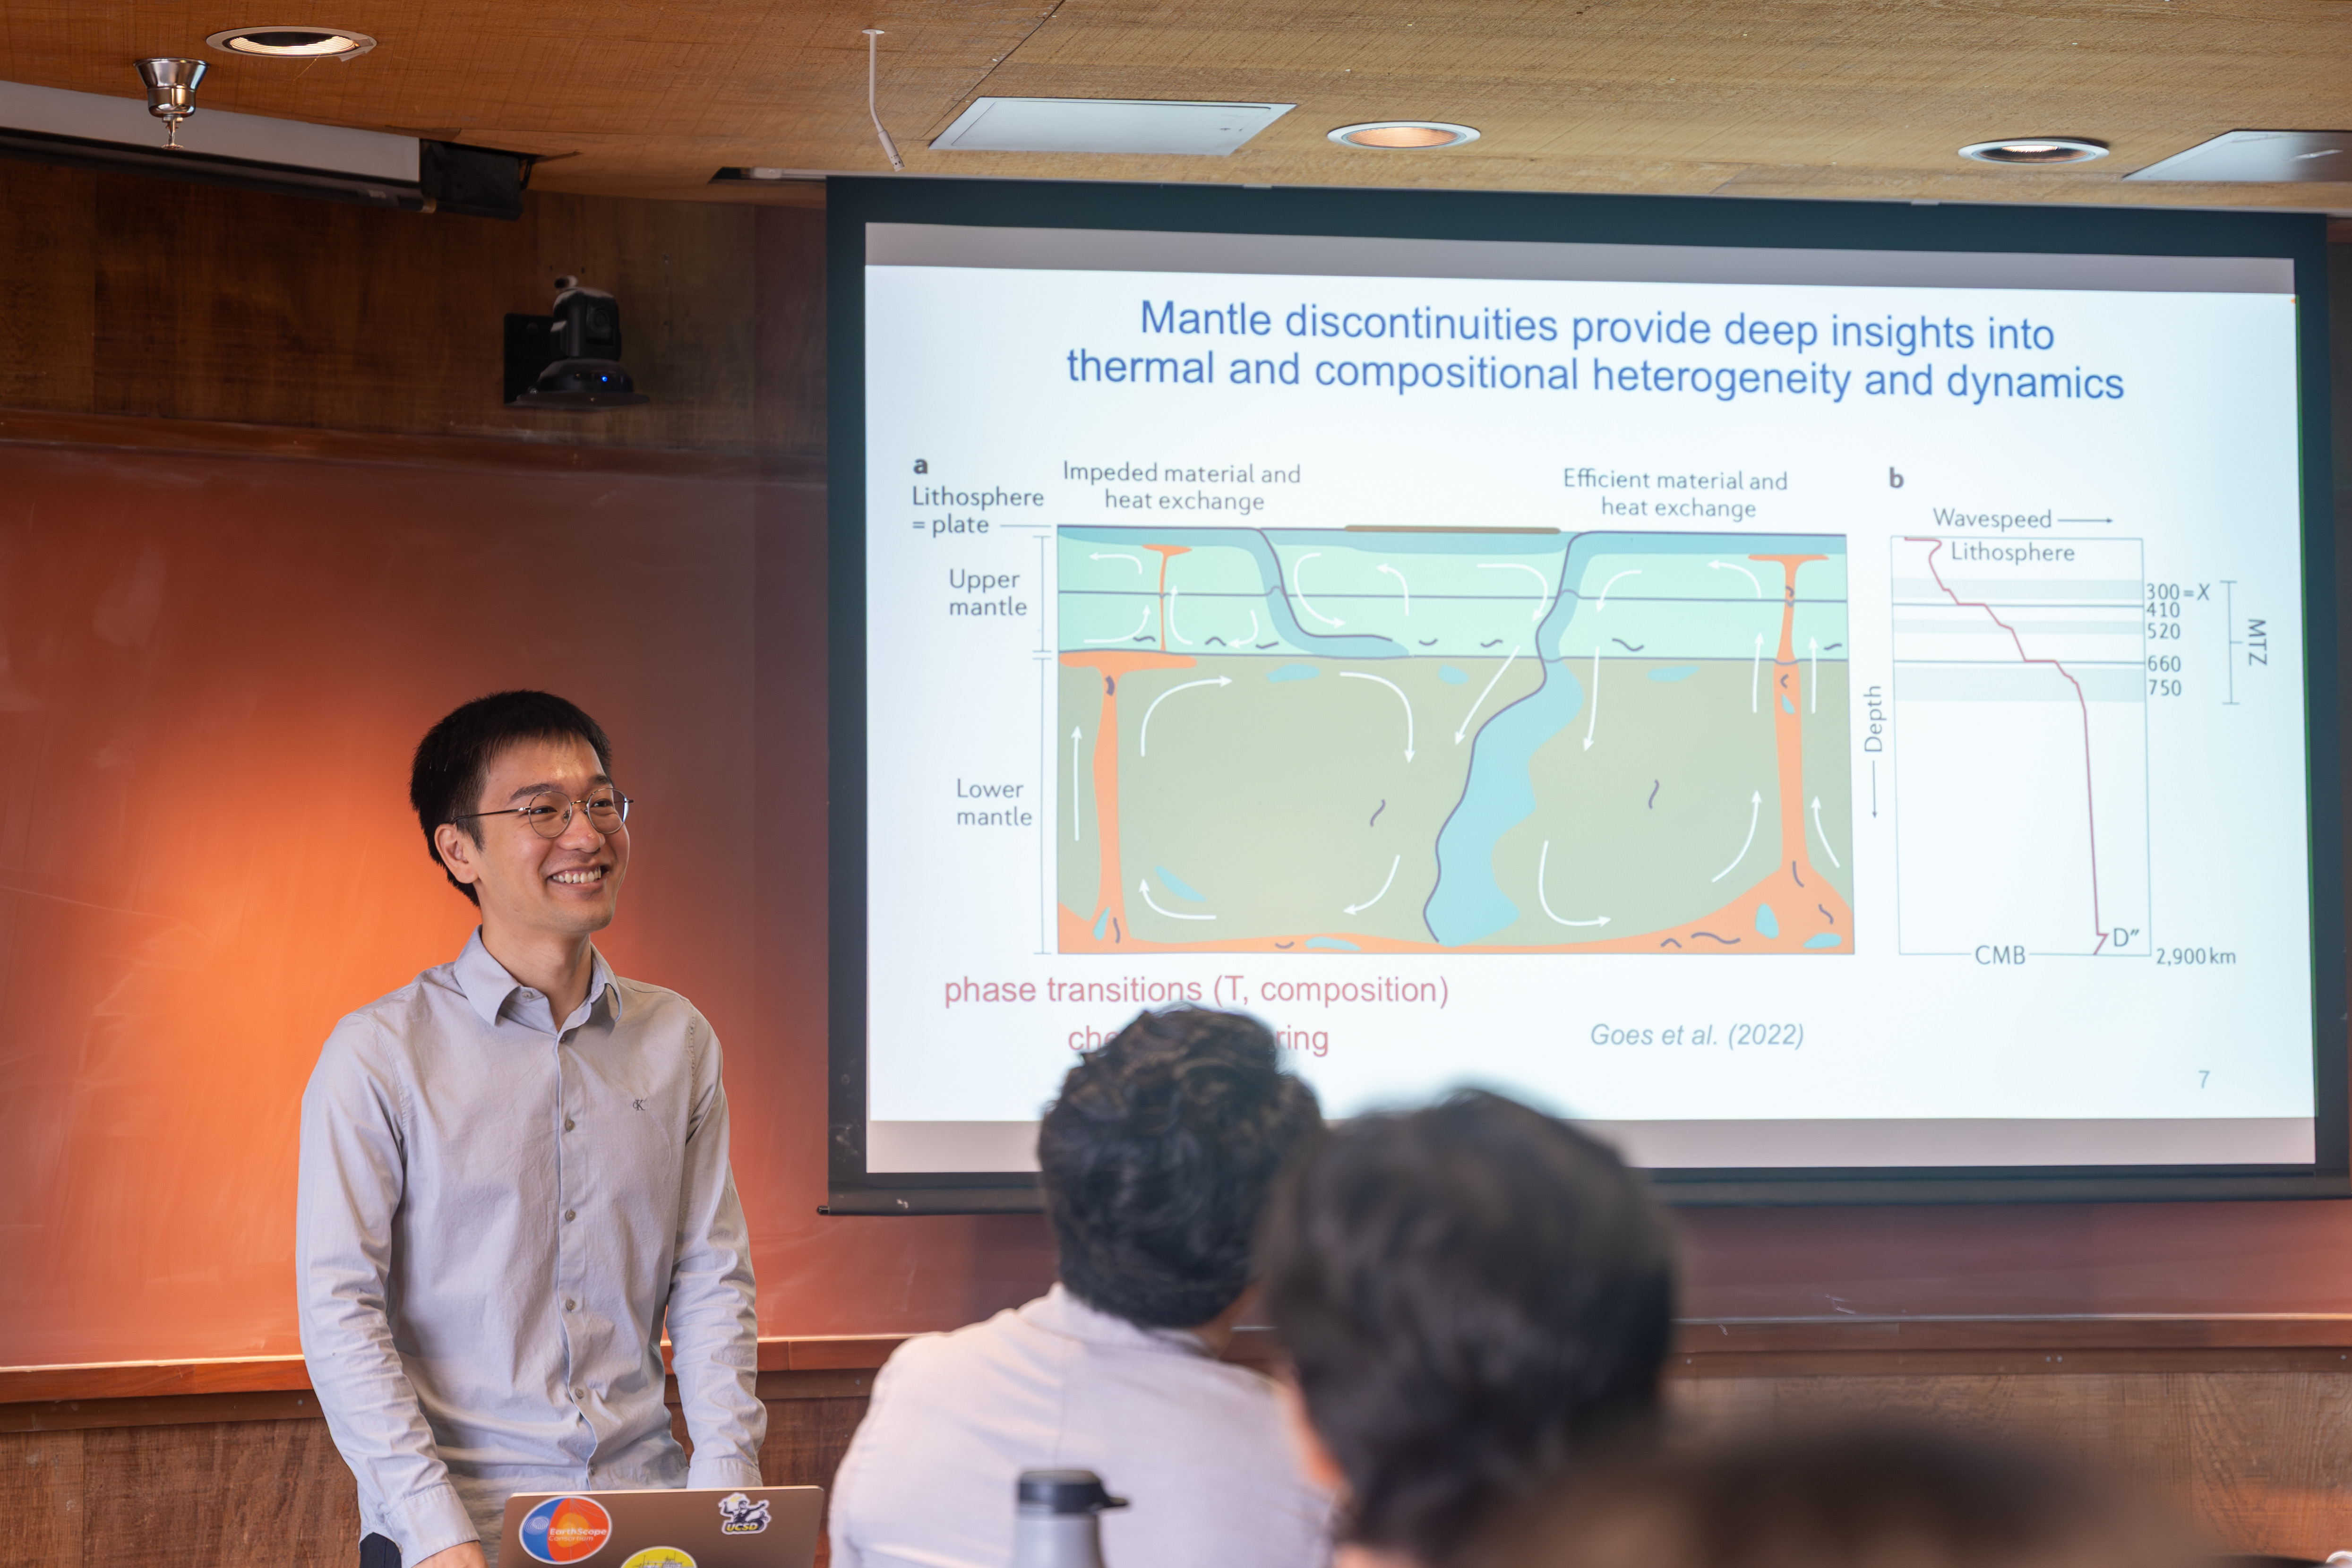 Mantle discontinuities provide deep insights into
thermal and compositional heterogeneity and dynamics
a
Lithosphere
= plate
Impeded material and
heat exchange
Efficient material and
heat exchange
Upper
mantle
Lower
mantle
b
Wavespeed
Lithosphere
300=X
410
520
660
750
MTZ
Depth
D″
CMB
2,900 km
phase transitions (T, composition)
Goes et al. (2022)
7
CK
EarthScope
Consortium
UCSD